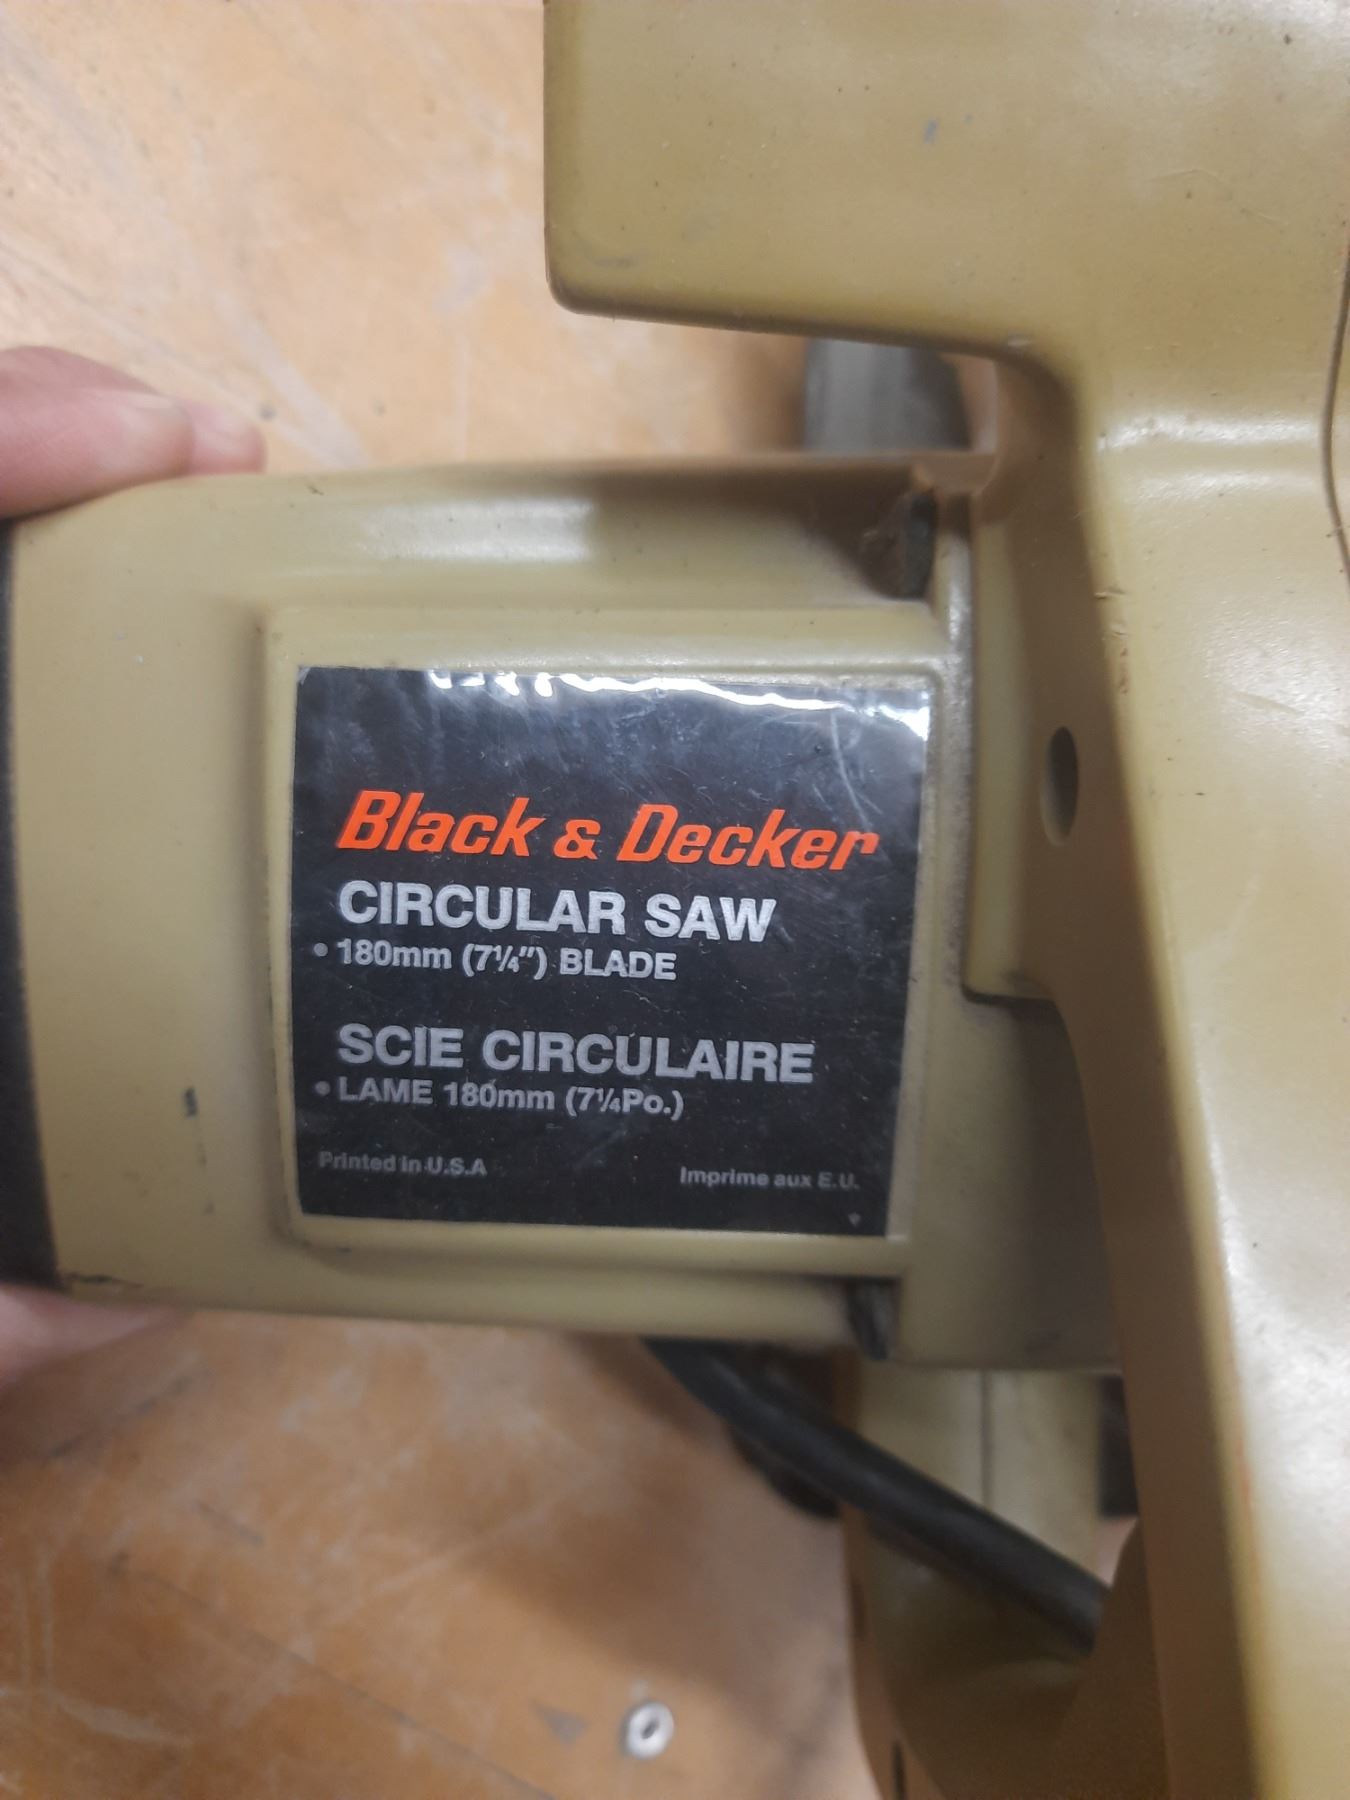 Black & Decker
CIRCULAR SAW
• 180mm (7¼") BLADE
SCIE CIRCULAIRE
• LAME 180mm (7¼Po.)
Printed in U.S.A
Imprime aux E.U.